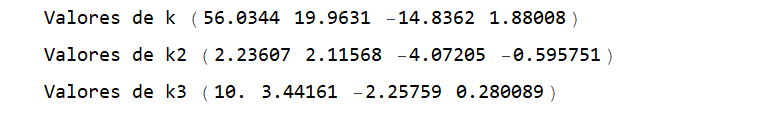 Valores de k (56.0344 19.9631 -14.8362 1.88008)
Valores de k2 (2.23607 2.11568 -4.07205 -0.595751)
Valores de k3 (10. 3.44161 -2.25759 0.280089)